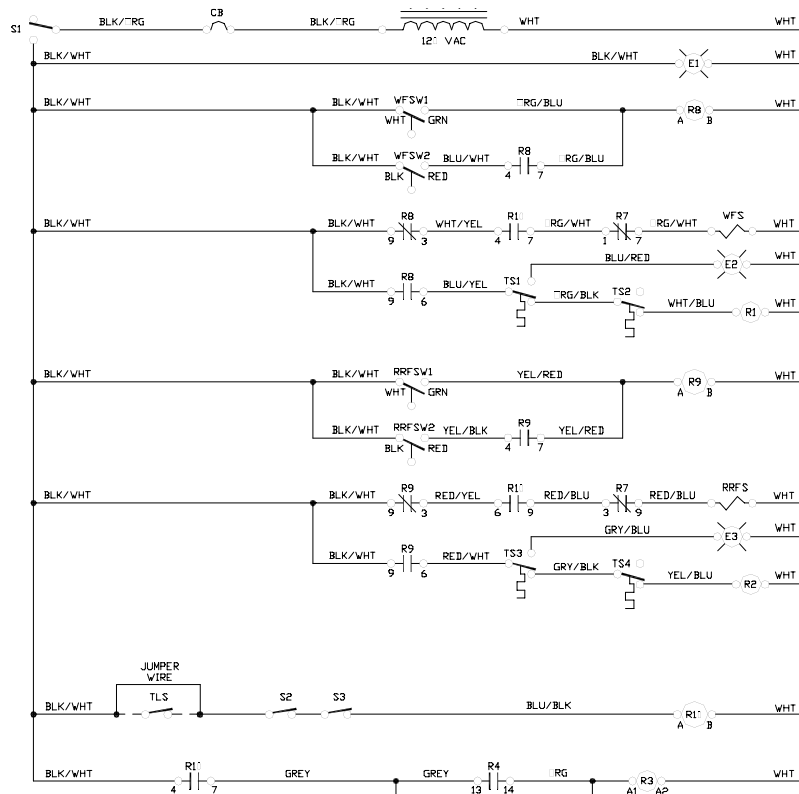 CB
S1 BLK/ORG BLK/ORG WHT WHT
120 VAC
BLK/WHT BLK/WHT E1 WHT
BLK/WHT BLK/WHT WFSW1 ORG/BLU R8 WHT
WHT GRN A B
BLK/WHT WFSW2 BLU/WHT R8 ORG/BLU
BLK RED 4 7
BLK/WHT BLK/WHT R8 WHT/YEL R10 ORG/WHT R7 ORG/WHT WFS WHT
9 3 4 7 1 7
BLU/RED E2 WHT
BLK/WHT R8 BLU/YEL TS1 ORG/BLK TS2 WHT/BLU R1 WHT
9 6
BLK/WHT BLK/WHT RRFSW1 YEL/RED R9 WHT
WHT GRN A B
BLK/WHT RRFSW2 YEL/BLK R9 YEL/RED
BLK RED 4 7
BLK/WHT BLK/WHT R9 RED/YEL R10 RED/BLU R7 RED/BLU RRFS WHT
9 3 6 9 3 9
GRY/BLU E3 WHT
BLK/WHT R9 RED/WHT TS3 GRY/BLK TS4 YEL/BLU R2 WHT
9 6
JUMPER
WIRE
BLK/WHT TLS S2 S3 BLU/BLK R10 WHT
A B
BLK/WHT R10 GREY GREY R4 ORG R3 WHT
4 7 13 14 A1 A2